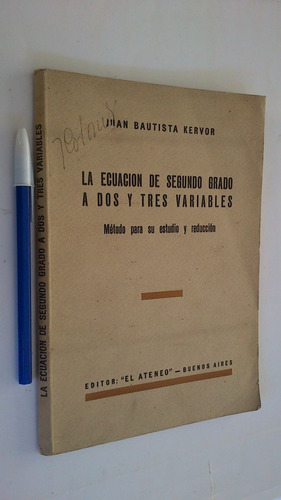 JUAN BAUTISTA KERVOR
LA ECUACION DE SEGUNDO GRADO
A DOS Y TRES VARIABLES
Método para su estudio y reducción
EDITOR: "EL ATENEO" — BUENOS AIRES
LA ECUACION DE SEGUNDO GRADO A DOS Y TRES VARIABLES